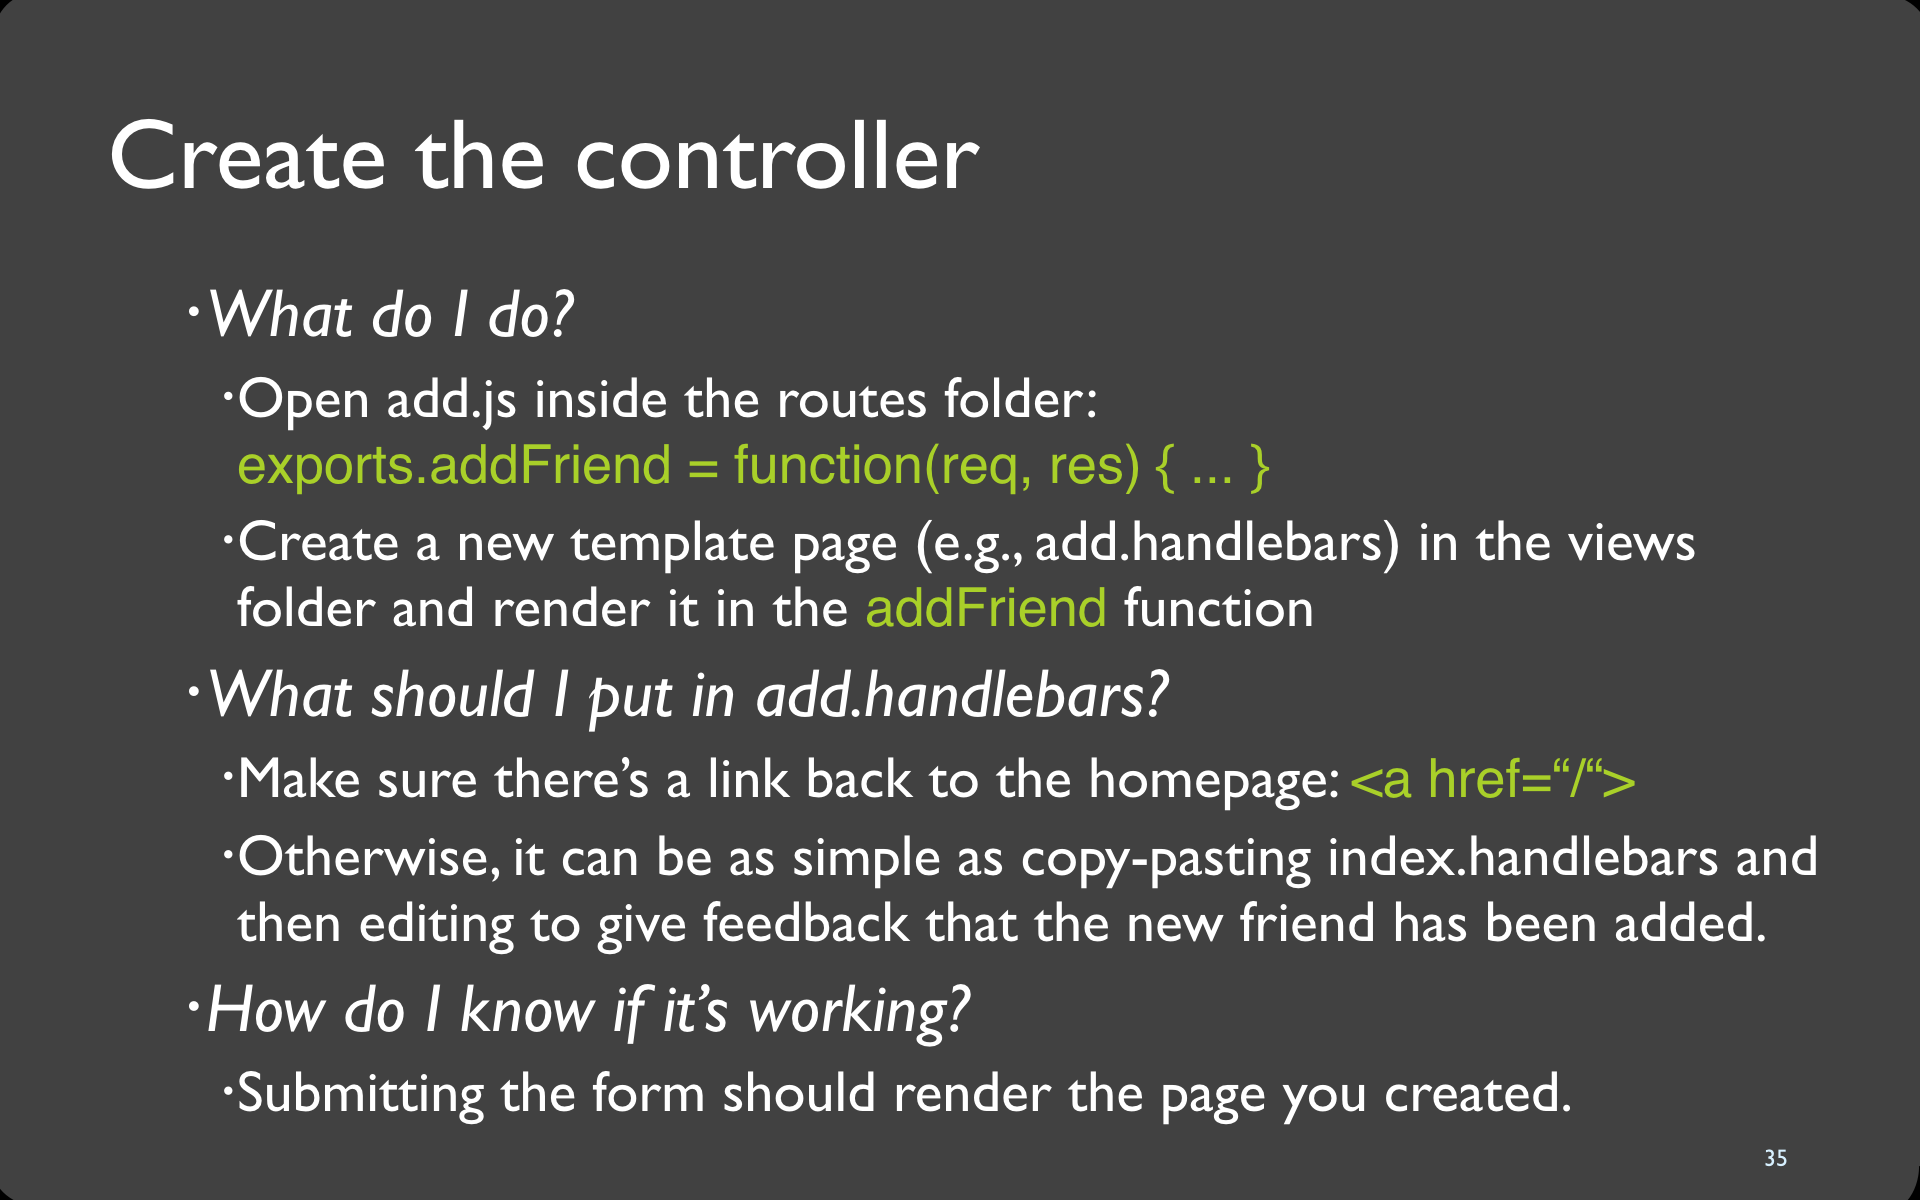 Create the controller
•What do I do?
•Open add.js inside the routes folder:
exports.addFriend = function(req, res) { ... }
•Create a new template page (e.g., add.handlebars) in the views
folder and render it in the addFriend function
•What should I put in add.handlebars?
•Make sure there’s a link back to the homepage: <a href=“/“>
•Otherwise, it can be as simple as copy-pasting index.handlebars and
then editing to give feedback that the new friend has been added.
•How do I know if it’s working?
•Submitting the form should render the page you created.
35